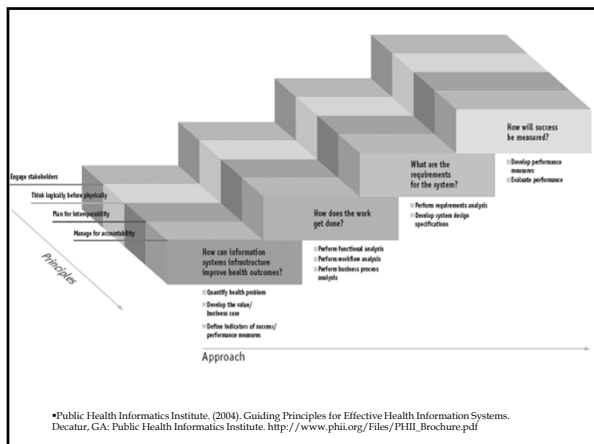 How will success
be measured?
Develop performance
measures
Evaluate performance
What are the
requirements
for the system?
Perform requirements analysis
Develop system design
specifications
How does the work
get done?
Perform functional analysis
Perform workflow analysis
Perform business process
analysis
How can information
systems infrastructure
improve health outcomes?
Quantify health problem
Develop the value/
business case
Define indicators of success/
performance measures
Engage stakeholders
Think logically before physically
Plan for interoperability
Manage for accountability
Principles
Approach
▪Public Health Informatics Institute. (2004). Guiding Principles for Effective Health Information Systems.
Decatur, GA: Public Health Informatics Institute. http://www.phii.org/Files/PHII_Brochure.pdf